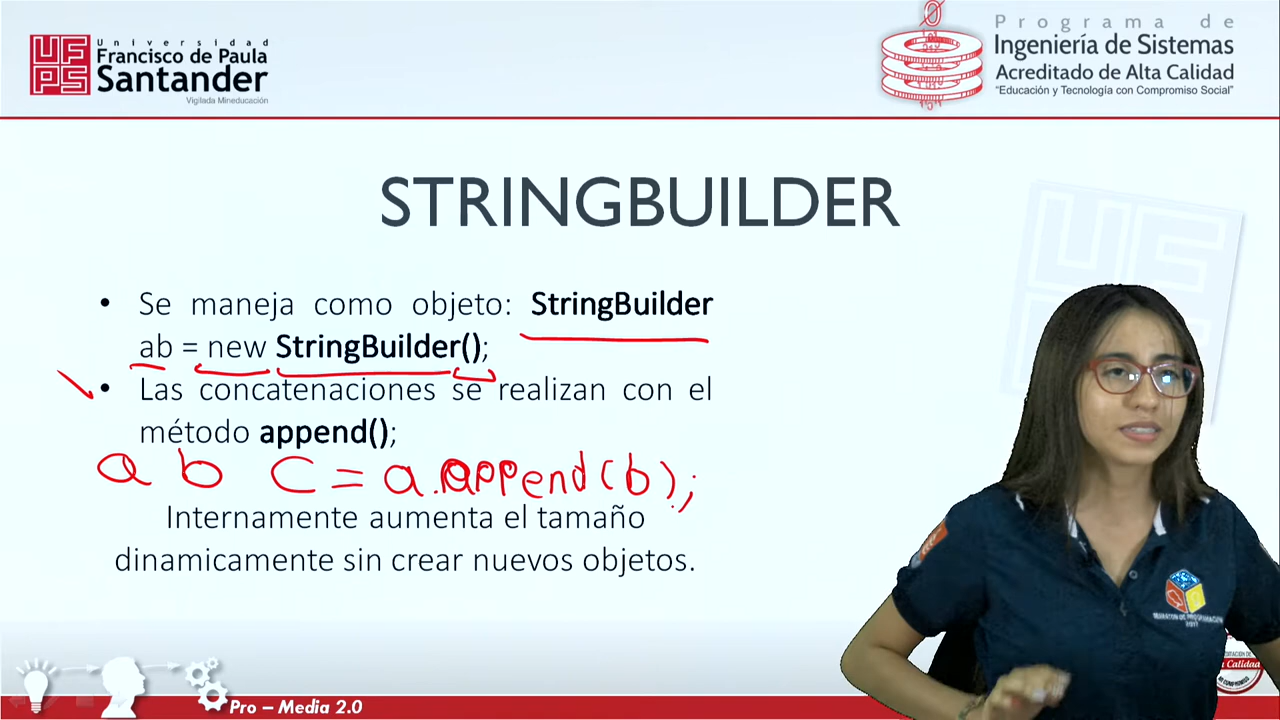 Universidad
Francisco de Paula
Santander
Vigilada Mineducación
UFPS
Programa de
Ingeniería de Sistemas
Acreditado de Alta Calidad
"Educación y Tecnología con Compromiso Social"
STRINGBUILDER
• Se maneja como objeto: StringBuilder
ab = new StringBuilder();
• Las concatenaciones se realizan con el
método append();
a b c = a.append(b);
Internamente aumenta el tamaño
dinamicamente sin crear nuevos objetos.
Pro – Media 2.0